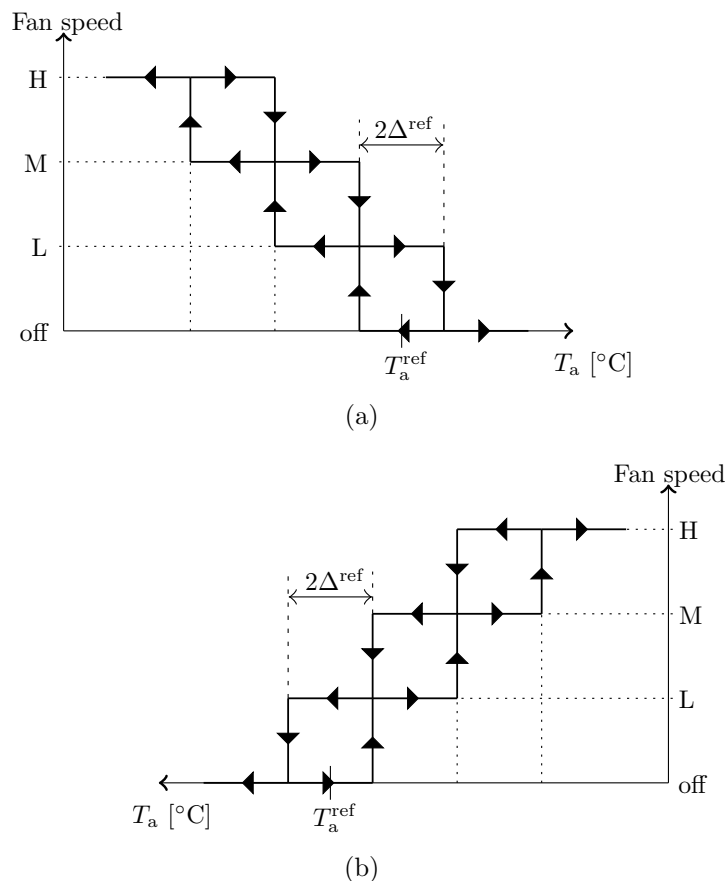 Fan speed
H
2Δ^ref
M
L
off
T_a^ref
T_a [°C]
(a)
Fan speed
H
2Δ^ref
M
L
off
T_a [°C]
T_a^ref
(b)